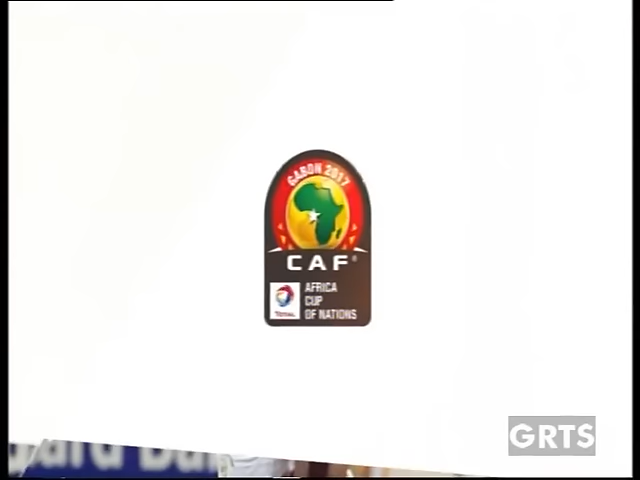 GABON 2017
CAF®
TOTAL
AFRICA
CUP
OF NATIONS
GRTS